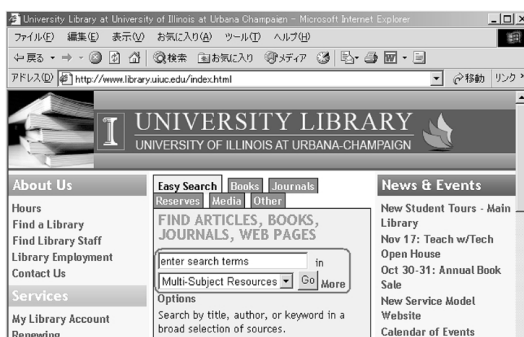 University Library at University of Illinois at Urbana Champaign - Microsoft Internet Explorer
ファイル(F) 編集(E) 表示(V) お気に入り(A) ツール(T) ヘルプ(H)
戻る 検索 お気に入り メディア
アドレス(D) http://www.library.uiuc.edu/index.html 移動 リンク
I UNIVERSITY LIBRARY
UNIVERSITY OF ILLINOIS AT URBANA-CHAMPAIGN
About Us
Hours
Find a Library
Find Library Staff
Library Employment
Contact Us
Services
My Library Account
Renewing
Easy Search Books Journals
Reserves Media Other
FIND ARTICLES, BOOKS,
JOURNALS, WEB PAGES
enter search terms in
Multi-Subject Resources Go More
Options
Search by title, author, or keyword in a
broad selection of sources.
News & Events
New Student Tours - Main
Library
Nov 17: Teach w/Tech
Open House
Oct 30-31: Annual Book
Sale
New Service Model
Website
Calendar of Events